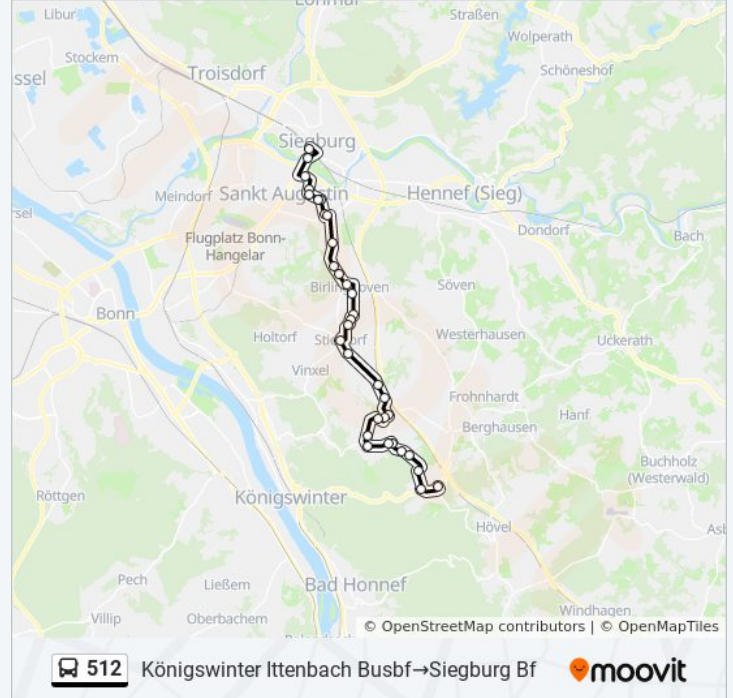 Libur
Lohmar
Straßen
Wolperath
Stockem
Troisdorf
Schöneshof
ssel
Siegburg
Meindorf
Sankt Augustin
Hennef (Sieg)
rsel
Dondorf
Bach
Flugplatz Bonn-
Hangelar
Birlinghoven
Söven
Bonn
Holtorf
Westerhausen
Uckerath
Vinxel
Frohnhardt
Hanf
Berghausen
Buchholz
(Westerwald)
Röttgen
Königswinter
Hövel
Asb
Pech
Ließem
Bad Honnef
Villip
Oberbachem
Windhagen
© OpenStreetMap contributors | © OpenMapTiles
512 Königswinter Ittenbach Busbf→Siegburg Bf moovit